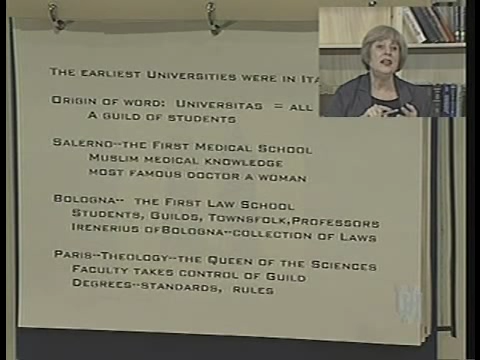 THE EARLIEST UNIVERSITIES WERE IN ITA
ORIGIN OF WORD: UNIVERSITAS = ALL
A GUILD OF STUDENTS
SALERNO--THE FIRST MEDICAL SCHOOL
MUSLIM MEDICAL KNOWLEDGE
MOST FAMOUS DOCTOR A WOMAN
BOLOGNA-- THE FIRST LAW SCHOOL
STUDENTS, GUILDS, TOWNSFOLK,PROFESSORS
IRENERIUS OFBOLOGNA--COLLECTION OF LAWS
PARIS--THEOLOGY--THE QUEEN OF THE SCIENCES
FACULTY TAKES CONTROL OF GUILD
DEGREES--STANDARDS, RULES